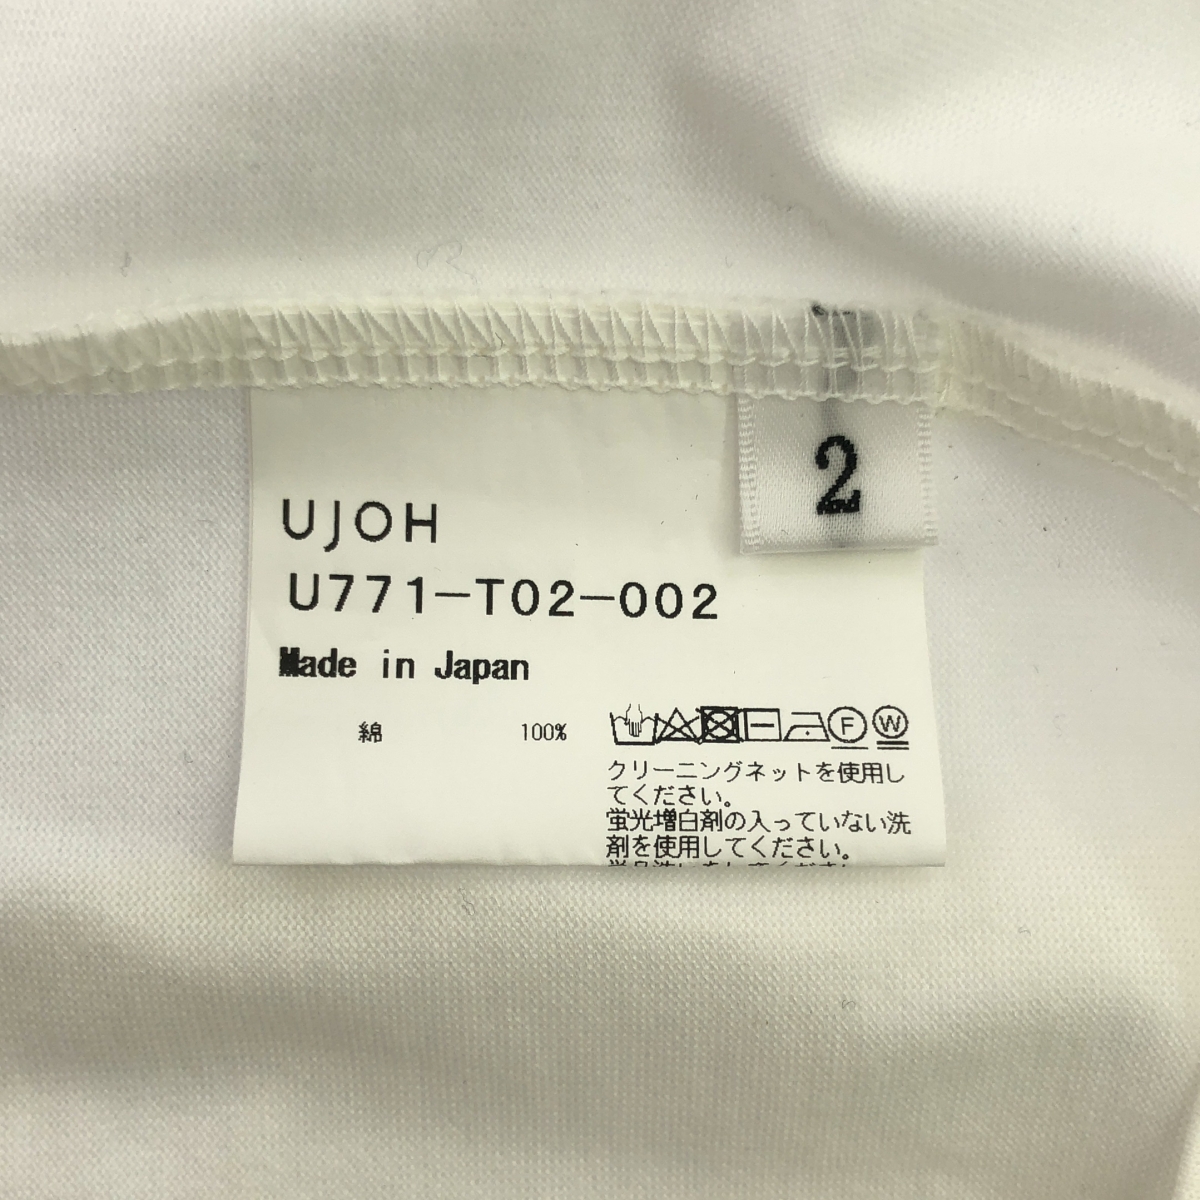 2
UJOH
U771-T02-002
Made in Japan
綿 100%
F W
クリーニングネットを使用し
てください。
蛍光増白剤の入っていない洗
剤を使用してください。